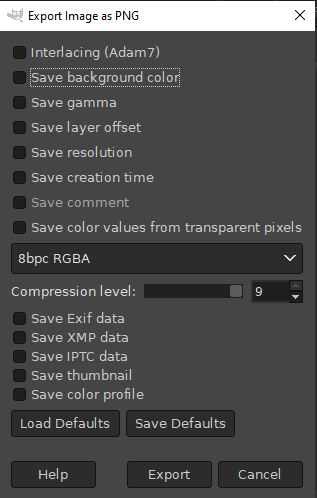 Export Image as PNG
Interlacing (Adam7)
Save background color
Save gamma
Save layer offset
Save resolution
Save creation time
Save comment
Save color values from transparent pixels
8bpc RGBA
Compression level: 9
Save Exif data
Save XMP data
Save IPTC data
Save thumbnail
Save color profile
Load Defaults Save Defaults
Help Export Cancel